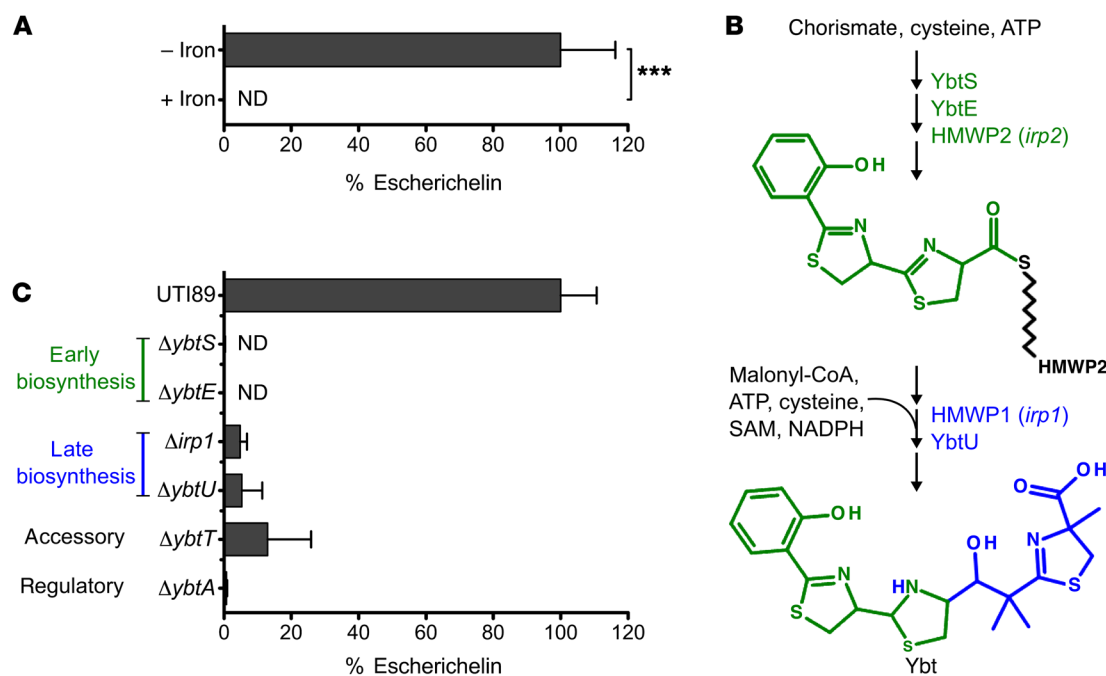 A
– Iron
+ Iron
ND
***
0 20 40 60 80 100 120
% Escherichelin
B
Chorismate, cysteine, ATP
YbtS
YbtE
HMWP2 (irp2)
OH
N
S
N
S
O
S
HMWP2
Malonyl-CoA,
ATP, cysteine,
SAM, NADPH
HMWP1 (irp1)
YbtU
OH
N
S
HN
S
OH
N
S
O
OH
Ybt
C
UTI89
Early
biosynthesis
ΔybtS
ND
ΔybtE
ND
Late
biosynthesis
Δirp1
ΔybtU
Accessory
ΔybtT
Regulatory
ΔybtA
0 20 40 60 80 100 120
% Escherichelin